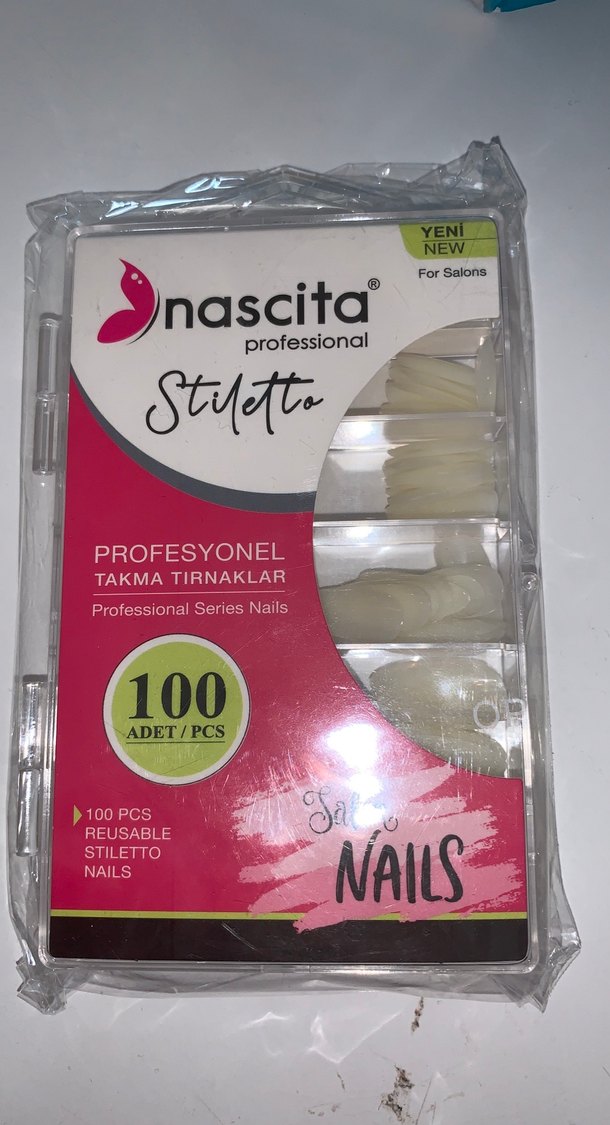 YENİ
NEW
For Salons
nascita®
professional
Stiletto
PROFESYONEL
TAKMA TIRNAKLAR
Professional Series Nails
100
ADET / PCS
100 PCS
REUSABLE
STILETTO
NAILS
NAILS